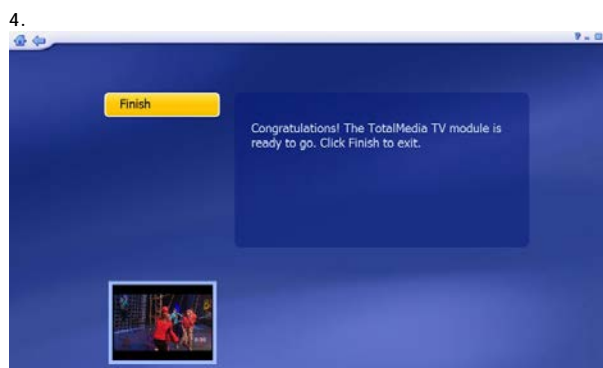 4.
Finish
Congratulations! The TotalMedia TV module is
ready to go. Click Finish to exit.